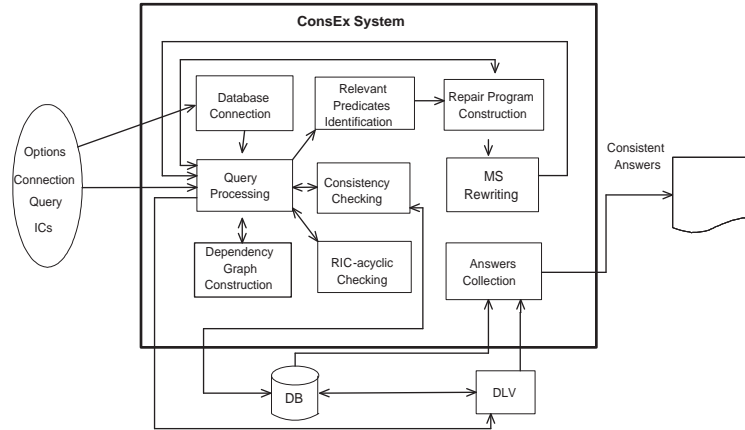 ConsEx System
Database
Connection
Relevant
Predicates
Identification
Repair Program
Construction
Options
Connection
Query
ICs
Query
Processing
Consistency
Checking
MS
Rewriting
Consistent
Answers
Dependency
Graph
Construction
RIC-acyclic
Checking
Answers
Collection
DB
DLV